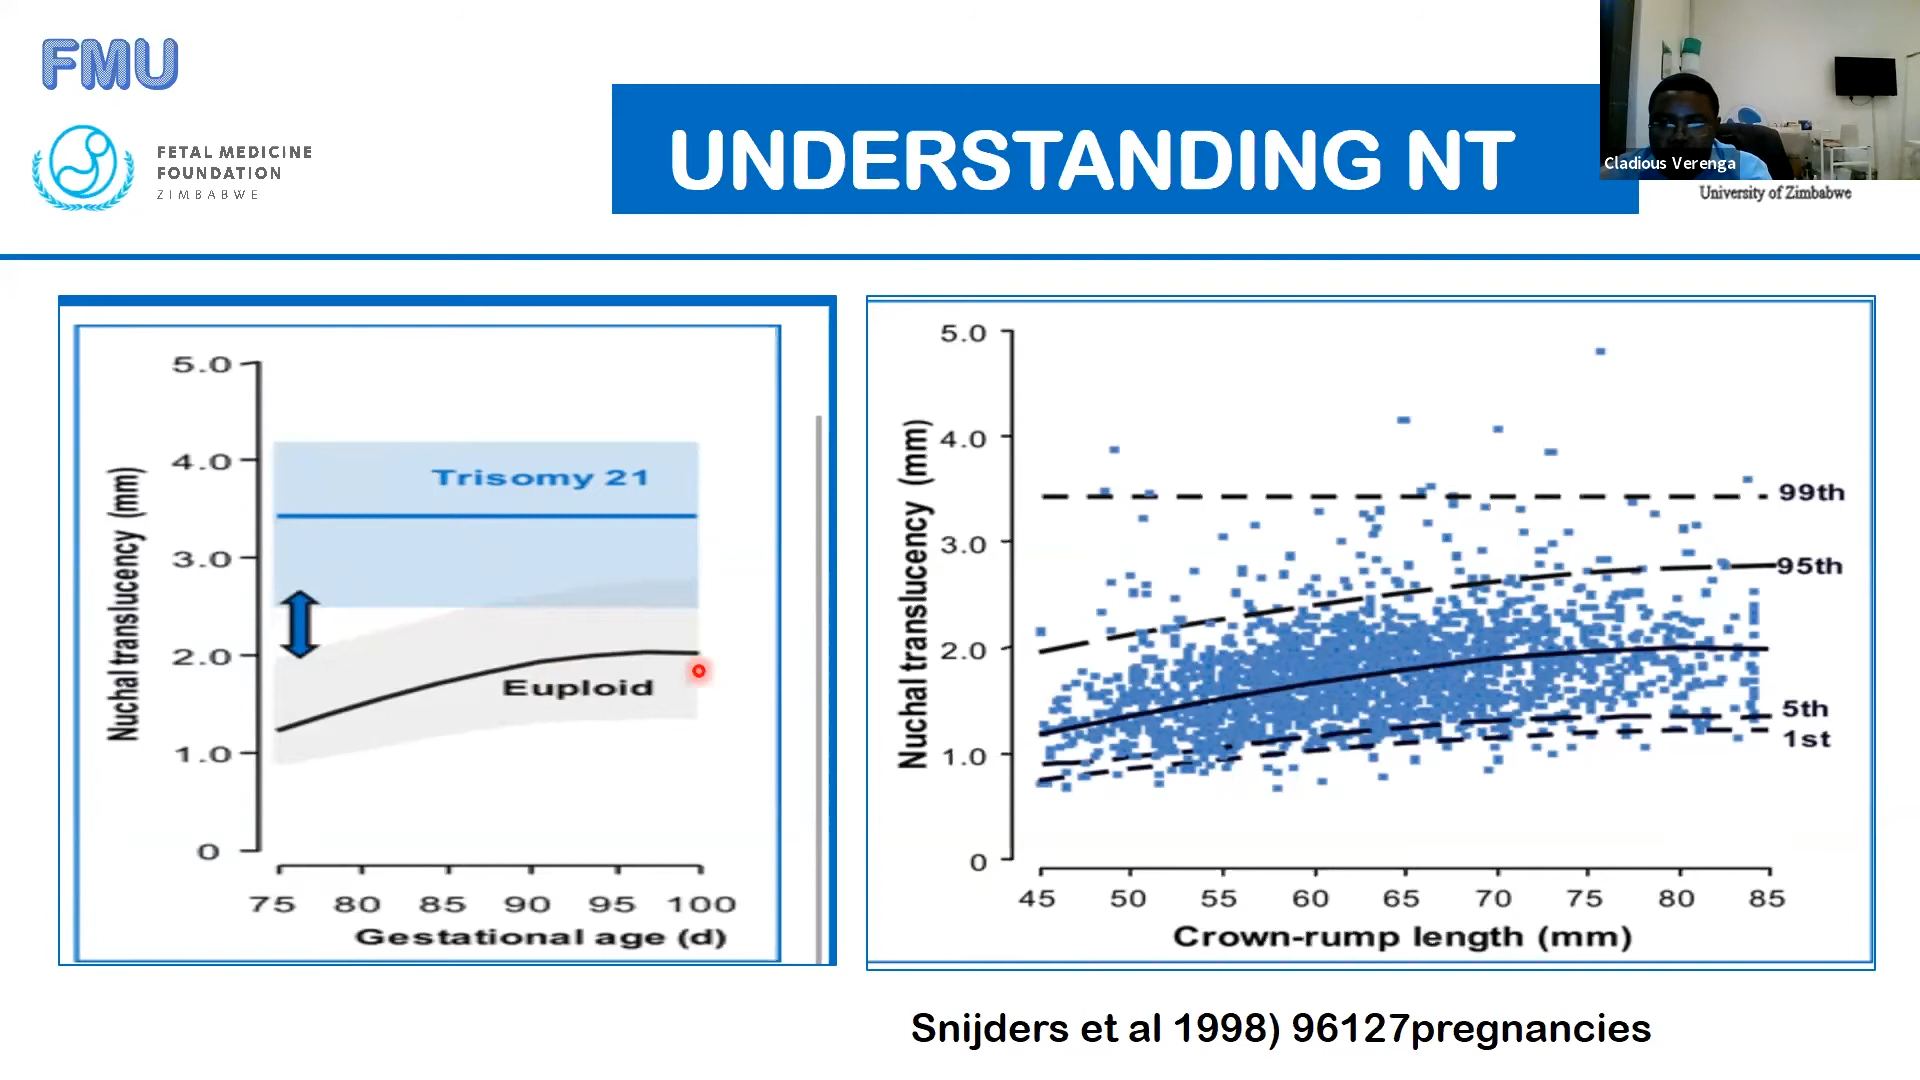 FMU
FETAL MEDICINE
FOUNDATION
ZIMBABWE
UNDERSTANDING NT
Cladious Verenga
University of Zimbabwe
Nuchal translucency (mm)
5.0
4.0
3.0
2.0
1.0
0
Trisomy 21
Euploid
75 80 85 90 95 100
Gestational age (d)
Nuchal translucency (mm)
5.0
4.0
3.0
2.0
1.0
0
99th
95th
5th
1st
45 50 55 60 65 70 75 80 85
Crown-rump length (mm)
Snijders et al 1998) 96127pregnancies